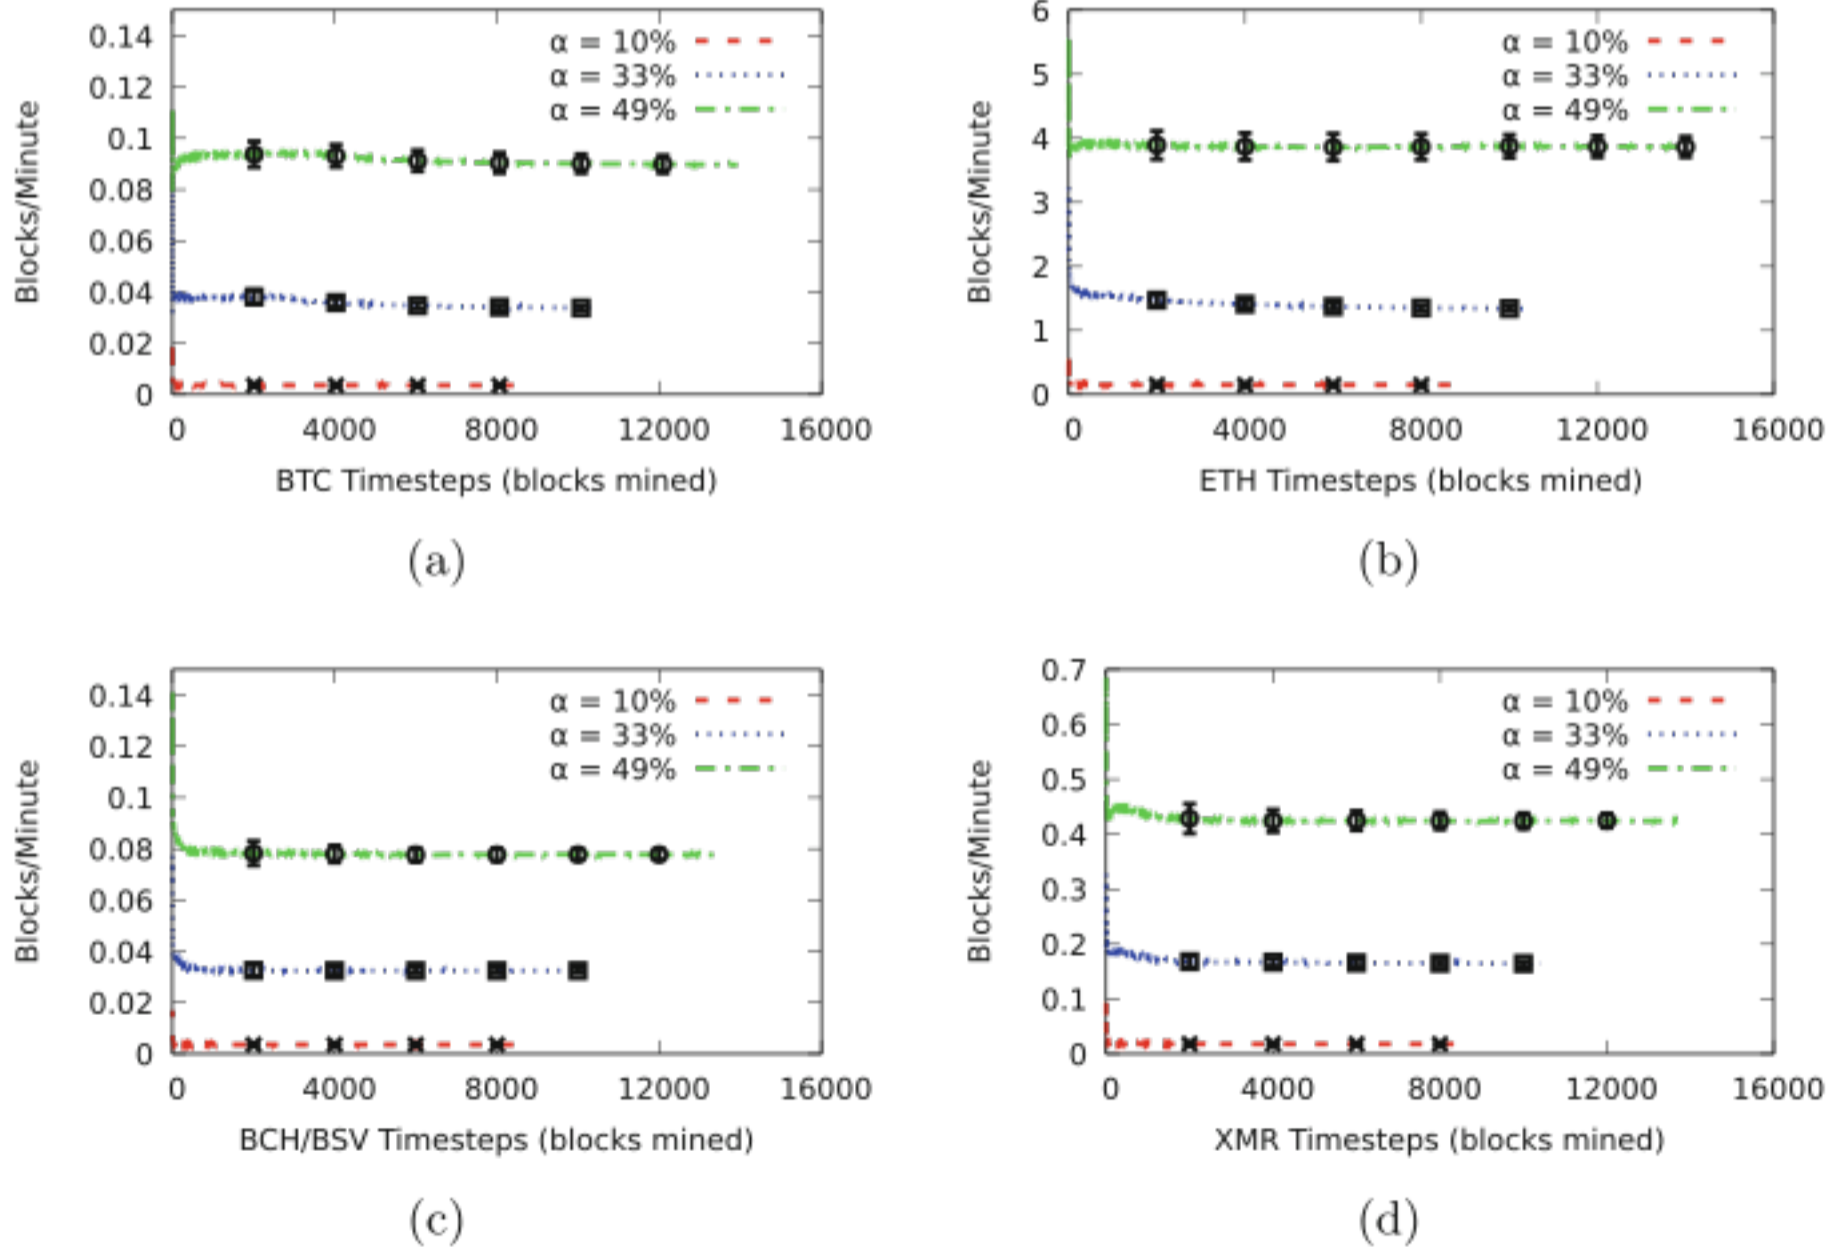 0.14
0.12
0.1
0.08
0.06
0.04
0.02
0
Blocks/Minute
α = 10%
α = 33%
α = 49%
0 4000 8000 12000 16000
BTC Timesteps (blocks mined)
(a)
6
5
4
3
2
1
0
Blocks/Minute
α = 10%
α = 33%
α = 49%
0 4000 8000 12000 16000
ETH Timesteps (blocks mined)
(b)
0.14
0.12
0.1
0.08
0.06
0.04
0.02
0
Blocks/Minute
α = 10%
α = 33%
α = 49%
0 4000 8000 12000 16000
BCH/BSV Timesteps (blocks mined)
(c)
0.7
0.6
0.5
0.4
0.3
0.2
0.1
0
Blocks/Minute
α = 10%
α = 33%
α = 49%
0 4000 8000 12000 16000
XMR Timesteps (blocks mined)
(d)